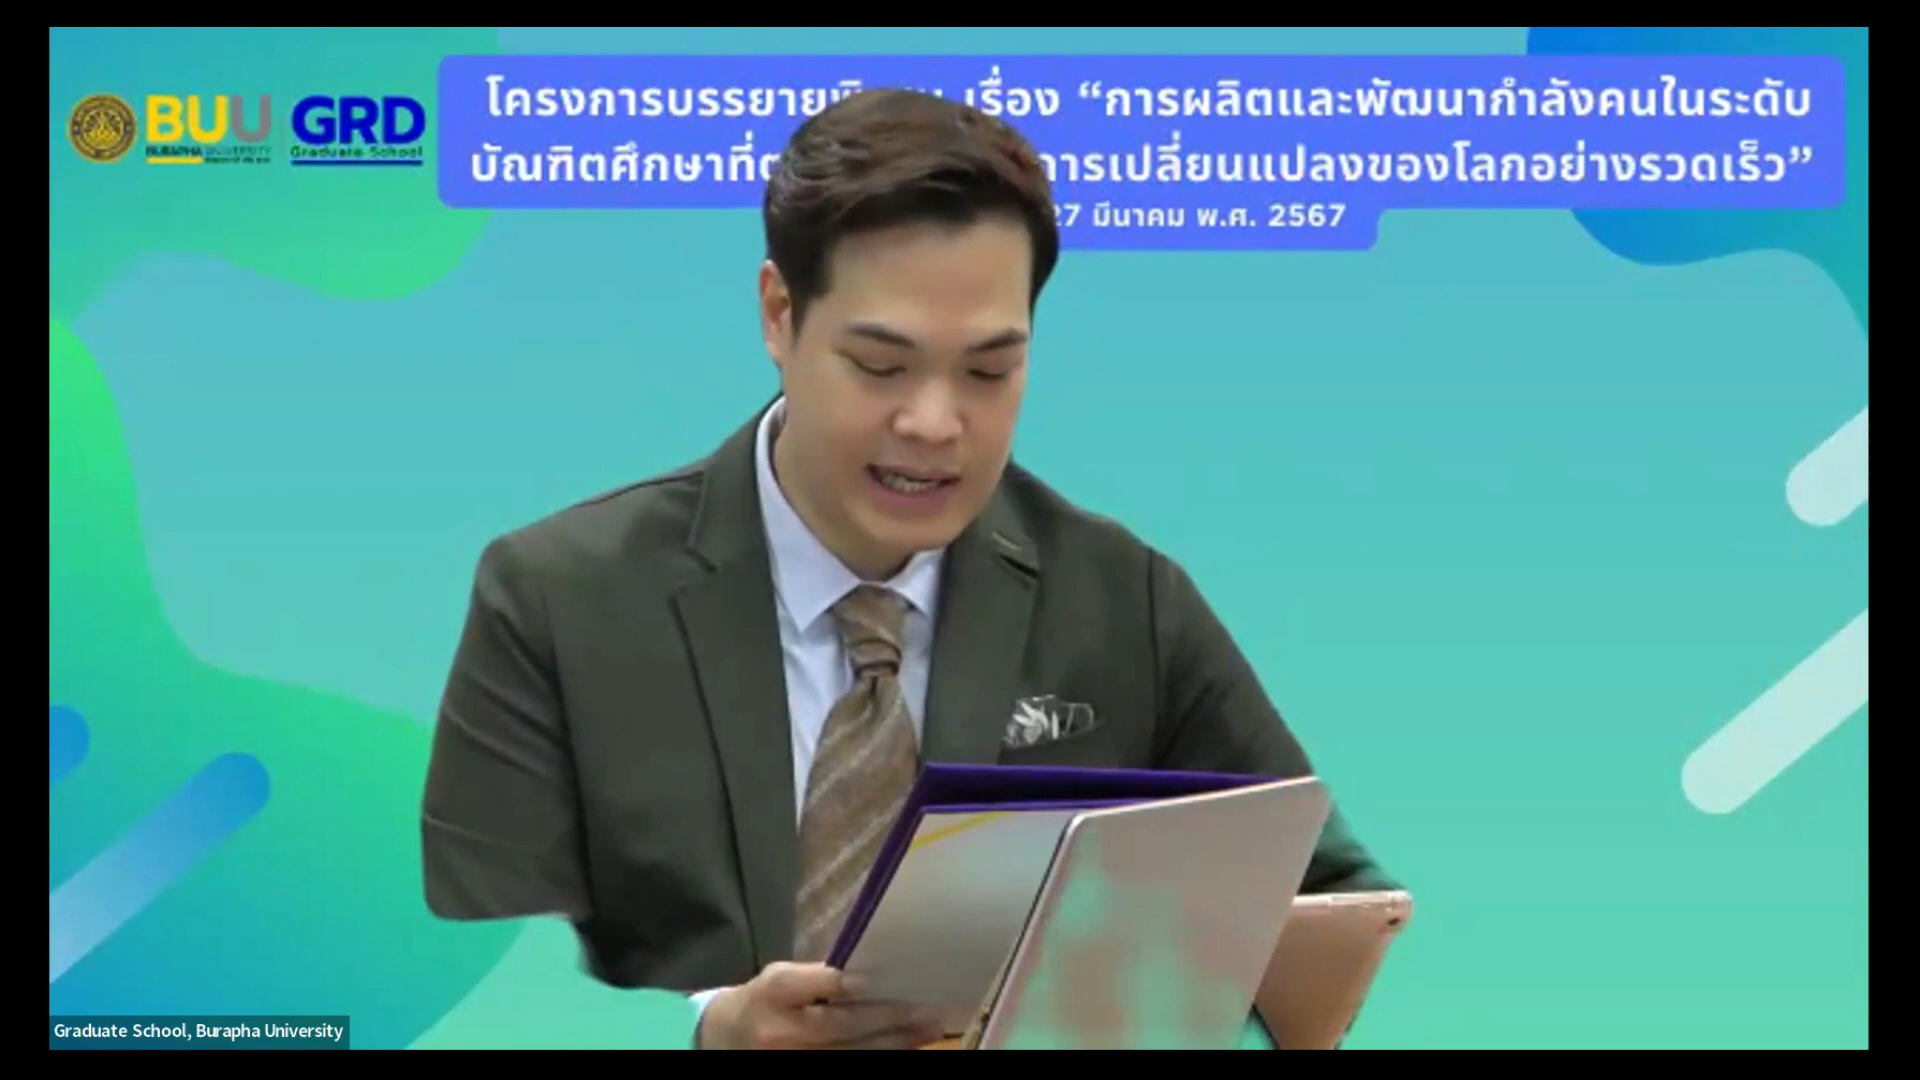 BUU
BURAPHA UNIVERSITY
GRD
Graduate School
โครงการบรรยาย เรื่อง “การผลิตและพัฒนากำลังคนในระดับ
บัณฑิตศึกษาที่ การเปลี่ยนแปลงของโลกอย่างรวดเร็ว”
27 มีนาคม พ.ศ. 2567
Graduate School, Burapha University